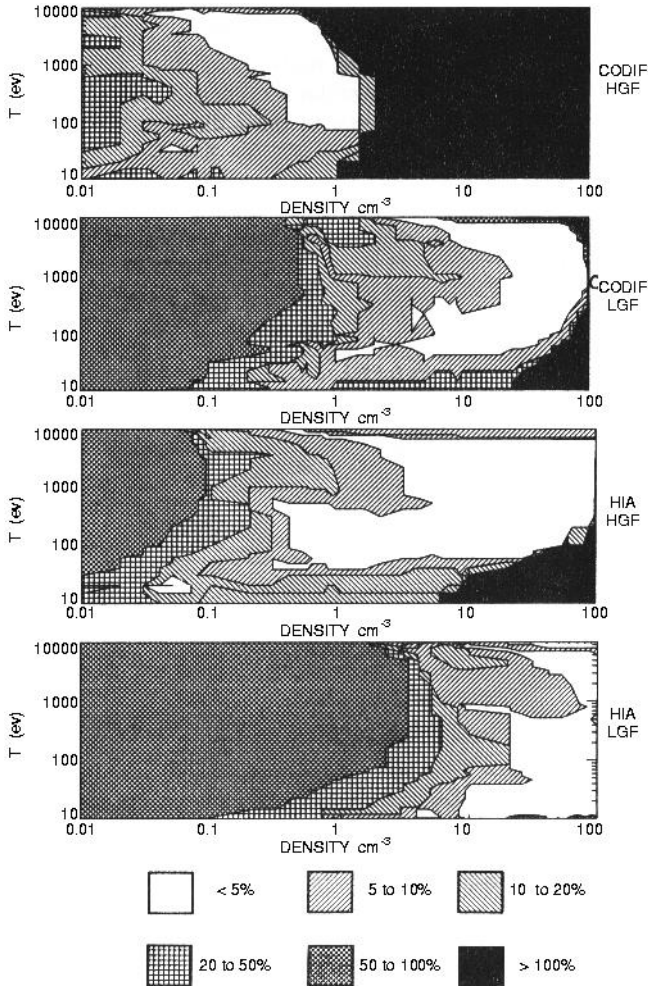 10000
1000
100
10
T (ev)
0.01
0.1
1
10
100
DENSITY cm-3
CODIF
HGF
10000
1000
100
10
T (ev)
0.01
0.1
1
10
100
DENSITY cm-3
CODIF
LGF
10000
1000
100
10
T (ev)
0.01
0.1
1
10
100
DENSITY cm-3
HIA
HGF
10000
1000
100
10
T (ev)
0.01
0.1
1
10
100
DENSITY cm-3
HIA
LGF
< 5%
5 to 10%
10 to 20%
20 to 50%
50 to 100%
> 100%